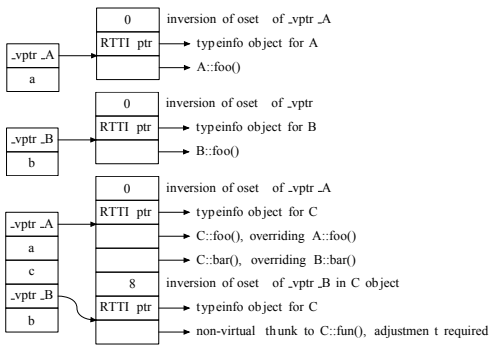 0 inversion of oset of _vptr _A
_vptr _A RTTI ptr typeinfo object for A
a A::foo()
0 inversion of oset of _vptr
RTTI ptr typeinfo object for B
_vptr _B
b B::foo()
0 inversion of oset of _vptr _A
RTTI ptr typeinfo object for C
_vptr _A
a C::foo(), overriding A::foo()
c C::bar(), overriding B::bar()
_vptr _B 8 inversion of oset of _vptr _B in C object
RTTI ptr typeinfo object for C
b non-virtual thunk to C::fun(), adjustmen t required